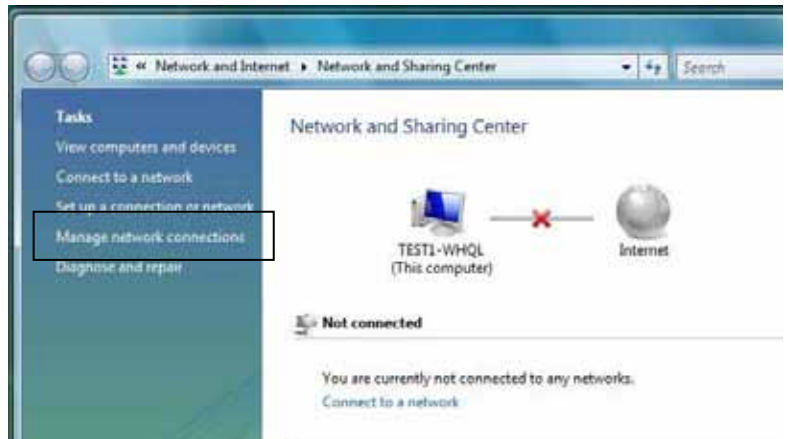 « Network and Internet ▸ Network and Sharing Center
Search
Tasks
View computers and devices
Connect to a network
Set up a connection or network
Manage network connections
Diagnose and repair
Network and Sharing Center
TEST1-WHQL
(This computer)
Internet
Not connected
You are currently not connected to any networks.
Connect to a network